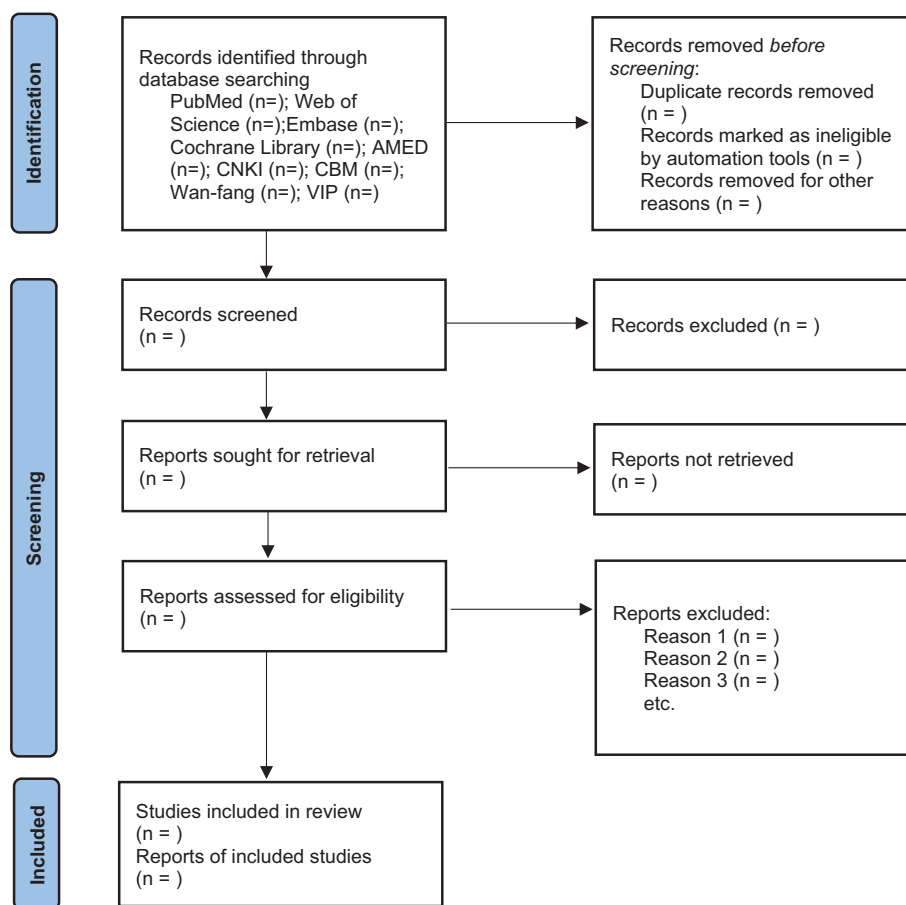 Identification
Records identified through
database searching
PubMed (n=); Web of
Science (n=);Embase (n=);
Cochrane Library (n=); AMED
(n=); CNKI (n=); CBM (n=);
Wan-fang (n=); VIP (n=)
Records removed before
screening:
Duplicate records removed
(n = )
Records marked as ineligible
by automation tools (n = )
Records removed for other
reasons (n = )
Screening
Records screened
(n = )
Records excluded (n = )
Reports sought for retrieval
(n = )
Reports not retrieved
(n = )
Reports assessed for eligibility
(n = )
Reports excluded:
Reason 1 (n = )
Reason 2 (n = )
Reason 3 (n = )
etc.
Included
Studies included in review
(n = )
Reports of included studies
(n = )